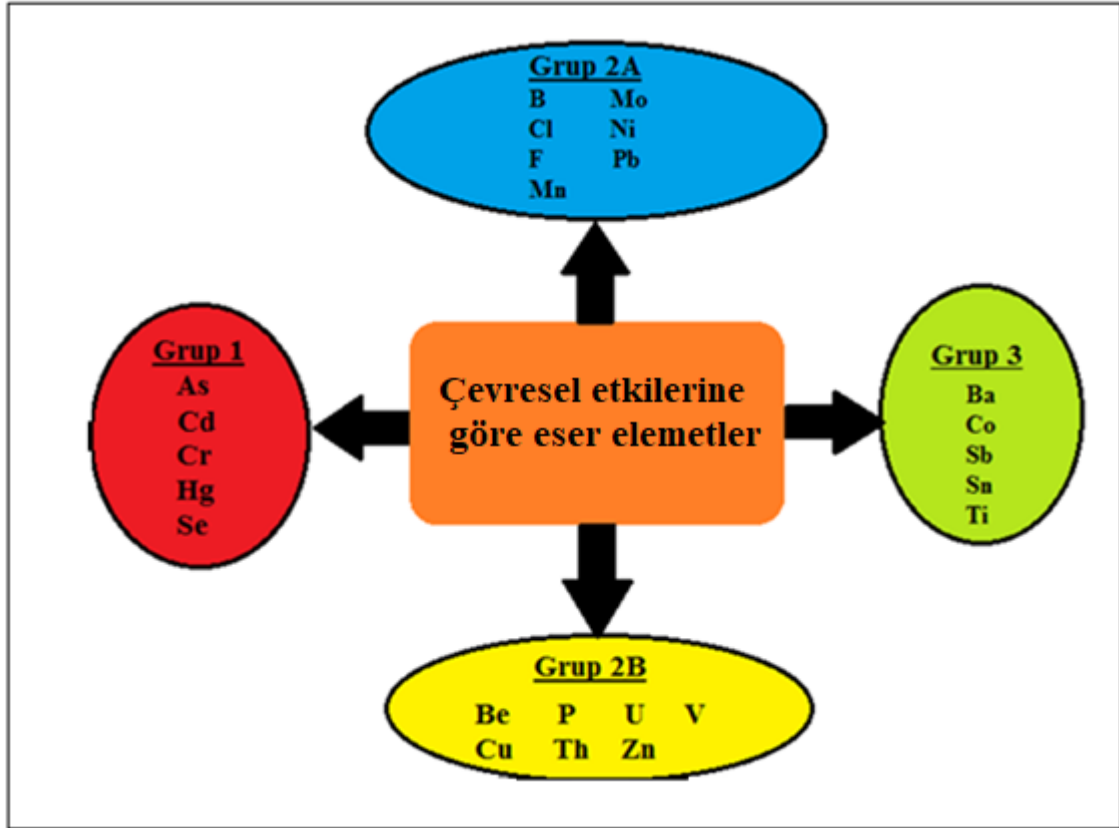 Grup 2A
B Mo
Cl Ni
F Pb
Mn
Grup 1
As
Cd
Cr
Hg
Se
Çevresel etkilerine
göre eser elemetler
Grup 3
Ba
Co
Sb
Sn
Ti
Grup 2B
Be P U V
Cu Th Zn